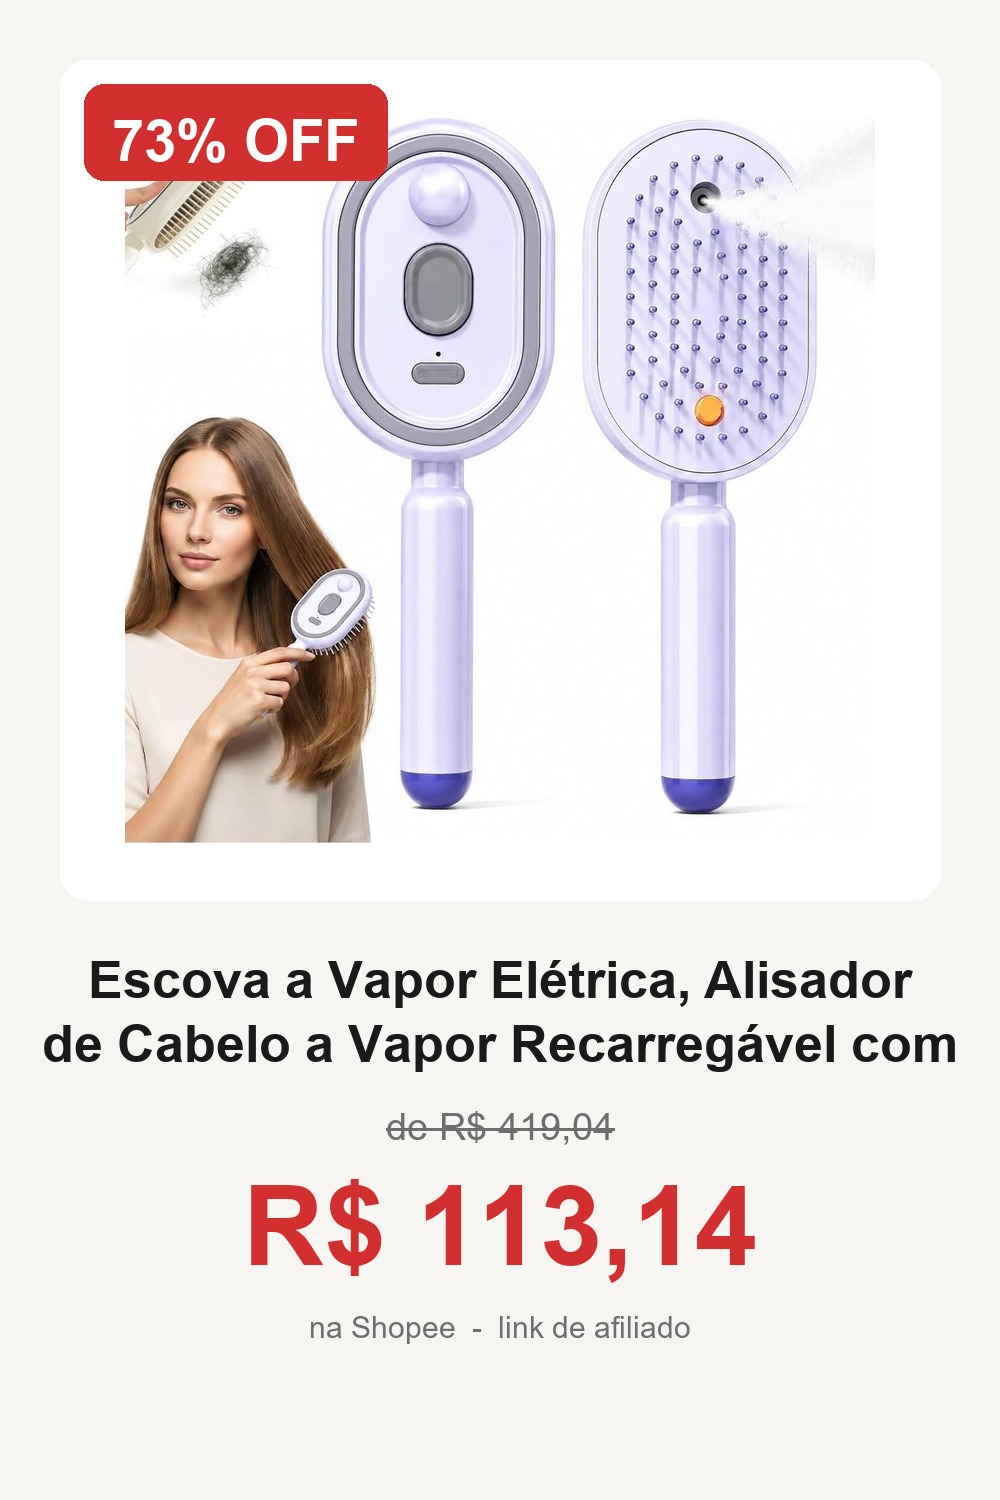 73% OFF
Escova a Vapor Elétrica, Alisador
de Cabelo a Vapor Recarregável com
de R$ 419,04
R$ 113,14
na Shopee - link de afiliado